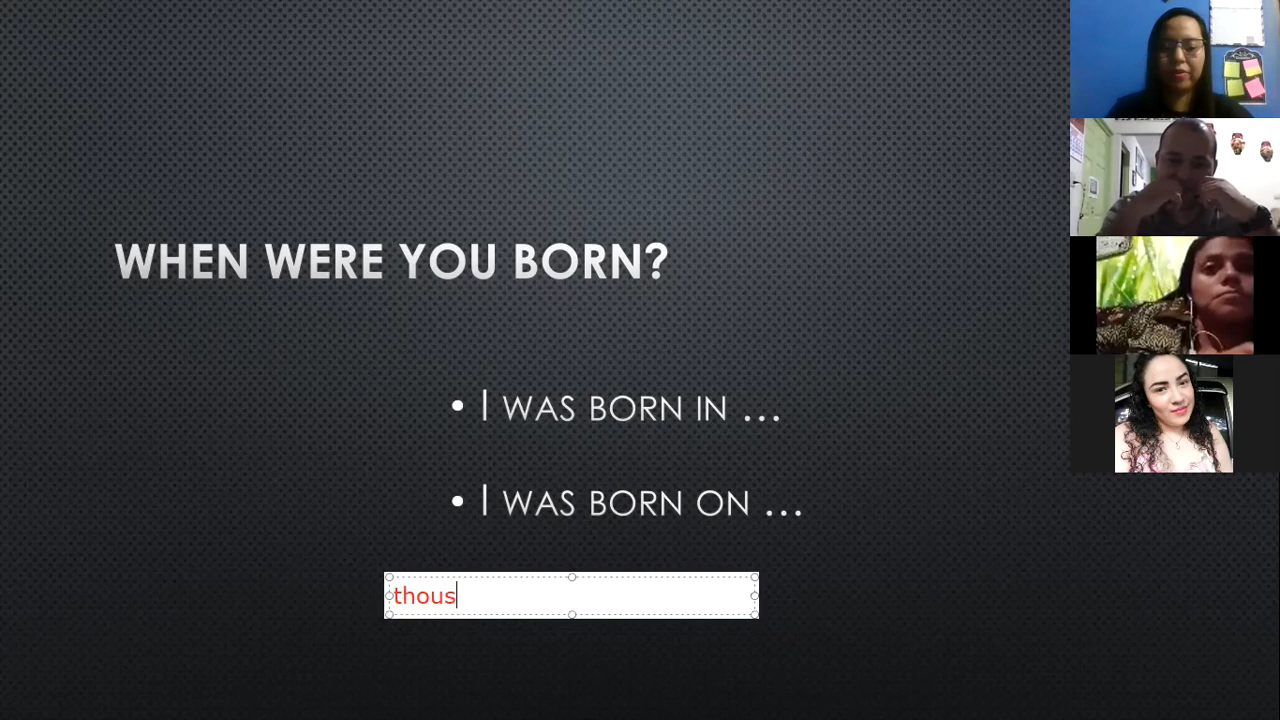 WHEN WERE YOU BORN?
• I WAS BORN IN ...
• I WAS BORN ON ...
thous